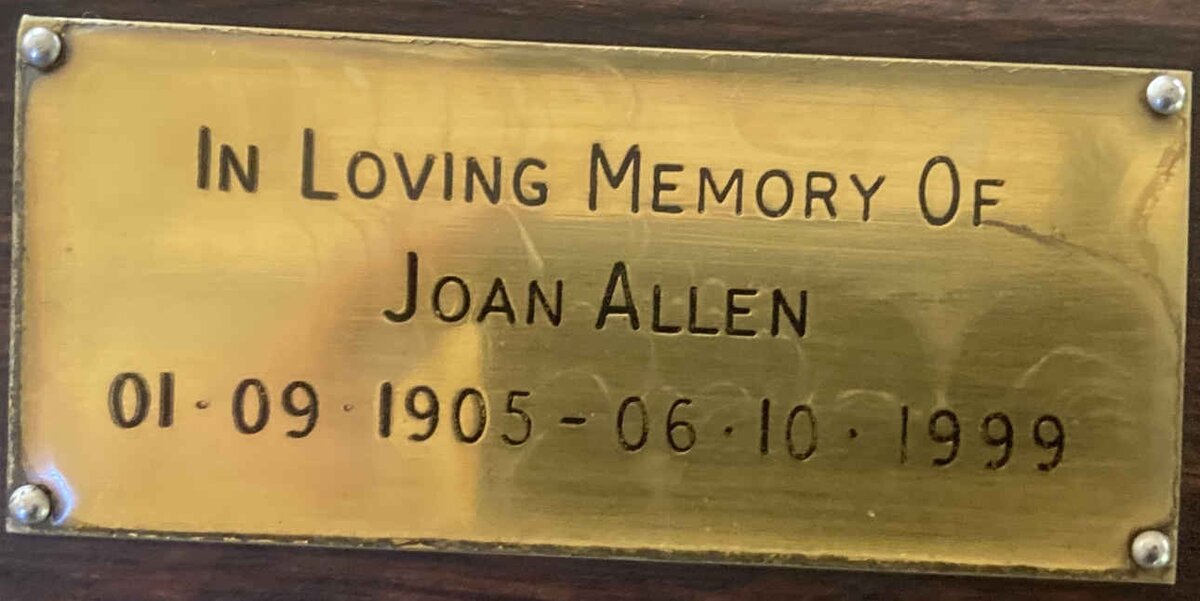 In Loving Memory Of
Joan Allen
01·09·1905-06·10·1999